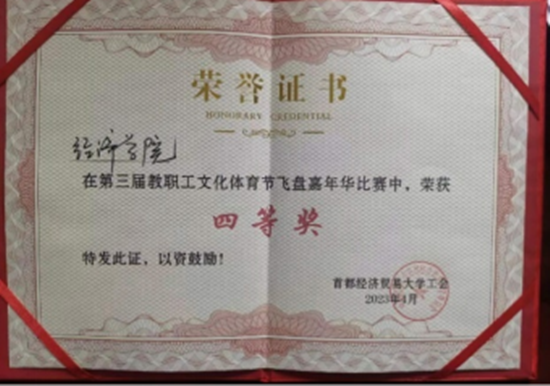 荣誉证书
HONORARY CREDENTIAL
经济学院
在第三届教职工文化体育节飞盘嘉年华比赛中，荣获
四等奖
特发此证，以资鼓励！
首都经济贸易大学工会
2023年4月